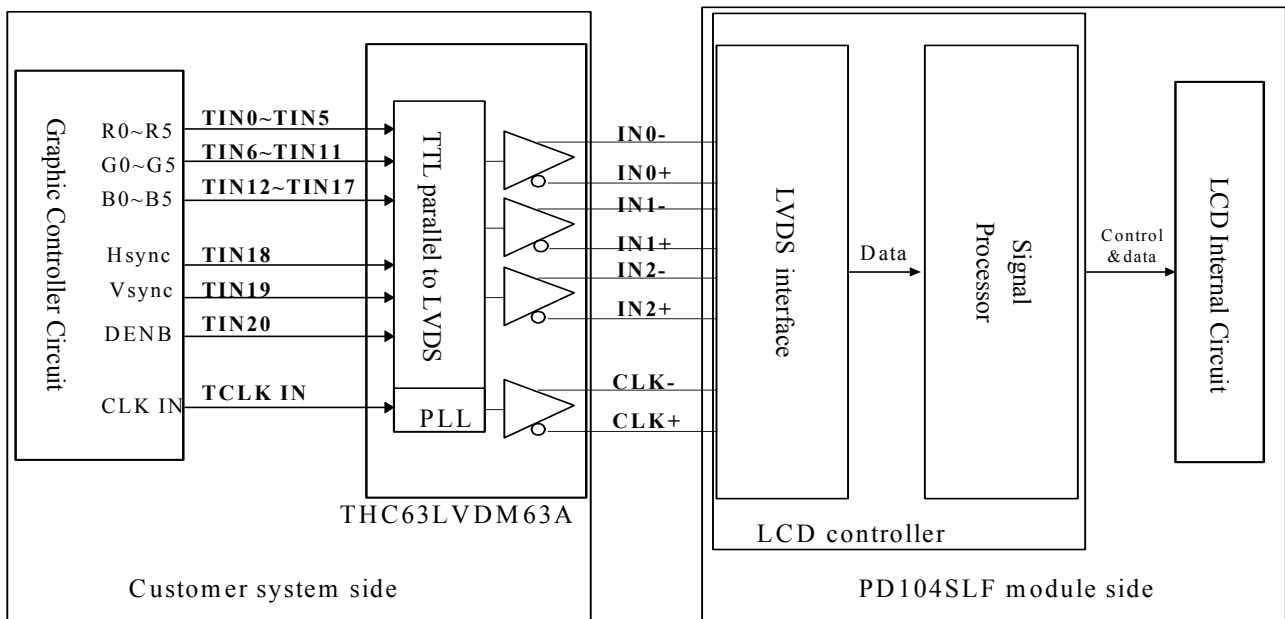 Graphic Controller Circuit
R0~R5
G0~G5
B0~B5
Hsync
Vsync
DENB
CLK IN
TIN0~TIN5
TIN6~TIN11
TIN12~TIN17
TIN18
TIN19
TIN20
TCLK IN
TTL parallel to LVDS
PLL
THC63LVDM63A
Customer system side
IN0-
IN0+
IN1-
IN1+
IN2-
IN2+
CLK-
CLK+
LVDS interface
Data
Signal
Processor
LCD controller
Control
&data
LCD Internal Circuit
PD104SLF module side